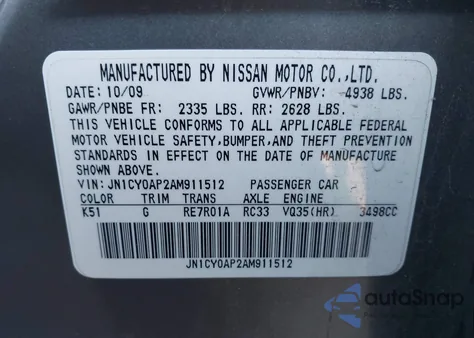 MANUFACTURED BY NISSAN MOTOR CO.,LTD.
DATE: 10/09 GVWR/PNBV: 4938 LBS.
GAWR/PNBE FR: 2335 LBS. RR: 2628 LBS.
THIS VEHICLE CONFORMS TO ALL APPLICABLE FEDERAL
MOTOR VEHICLE SAFETY,BUMPER,AND THEFT PREVENTION
STANDARDS IN EFFECT ON THE DATE OF MANUFACTURE
SHOWN ABOVE.
VIN: JN1CY0AP2AM911512 PASSENGER CAR
COLOR TRIM TRANS AXLE ENGINE
K51 G RE7R01A RC33 VQ35(HR) 3498CC
JN1CY0AP2AM911512
autoSnap